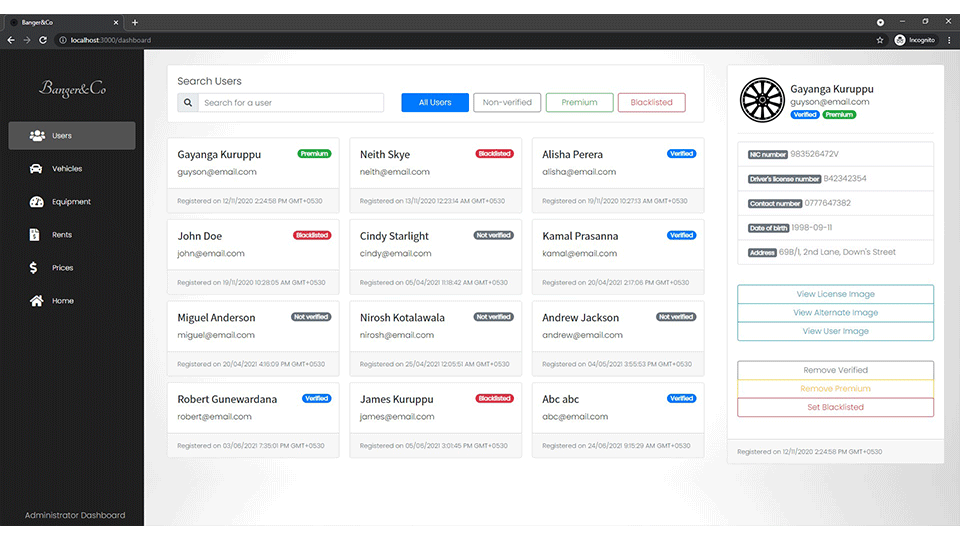 Banger&Co
localhost:3000/dashboard
Incognito
Banger&Co
Users
Vehicles
Equipment
Rents
Prices
Home
Administrator Dashboard
Search Users
Search for a user
All Users
Non-verified
Premium
Blacklisted
Gayanga Kuruppu Premium
guyson@email.com
Registered on 12/11/2020 2:24:58 PM GMT+0530
Neith Skye Blacklisted
neith@email.com
Registered on 13/11/2020 12:23:14 AM GMT+0530
Alisha Perera Verified
alisha@email.com
Registered on 19/11/2020 10:27:13 AM GMT+0530
John Doe Blacklisted
john@email.com
Registered on 19/11/2020 10:28:05 AM GMT+0530
Cindy Starlight Not verified
cindy@email.com
Registered on 05/04/2021 11:18:42 AM GMT+0530
Kamal Prasanna Verified
kamal@email.com
Registered on 20/04/2021 2:17:06 PM GMT+0530
Miguel Anderson Not verified
miguel@email.com
Registered on 20/04/2021 4:16:09 PM GMT+0530
Nirosh Kotalawala Not verified
nirosh@email.com
Registered on 25/04/2021 12:05:51 AM GMT+0530
Andrew Jackson Not verified
andrew@email.com
Registered on 04/05/2021 3:55:53 PM GMT+0530
Robert Gunewardana Verified
robert@email.com
Registered on 03/06/2021 7:35:01 PM GMT+0530
James Kuruppu Blacklisted
james@email.com
Registered on 05/06/2021 3:01:45 PM GMT+0530
Abc abc Verified
abc@email.com
Registered on 24/06/2021 9:15:29 AM GMT+0530
Gayanga Kuruppu
guyson@email.com
Verified Premium
NIC number 983526472V
Driver's license number B42342354
Contact number 0777647382
Date of birth 1998-09-11
Address 698/1, 2nd Lane, Down's Street
View License Image
View Alternate Image
View User Image
Remove Verified
Remove Premium
Set Blacklisted
Registered on 12/11/2020 2:24:58 PM GMT+0530